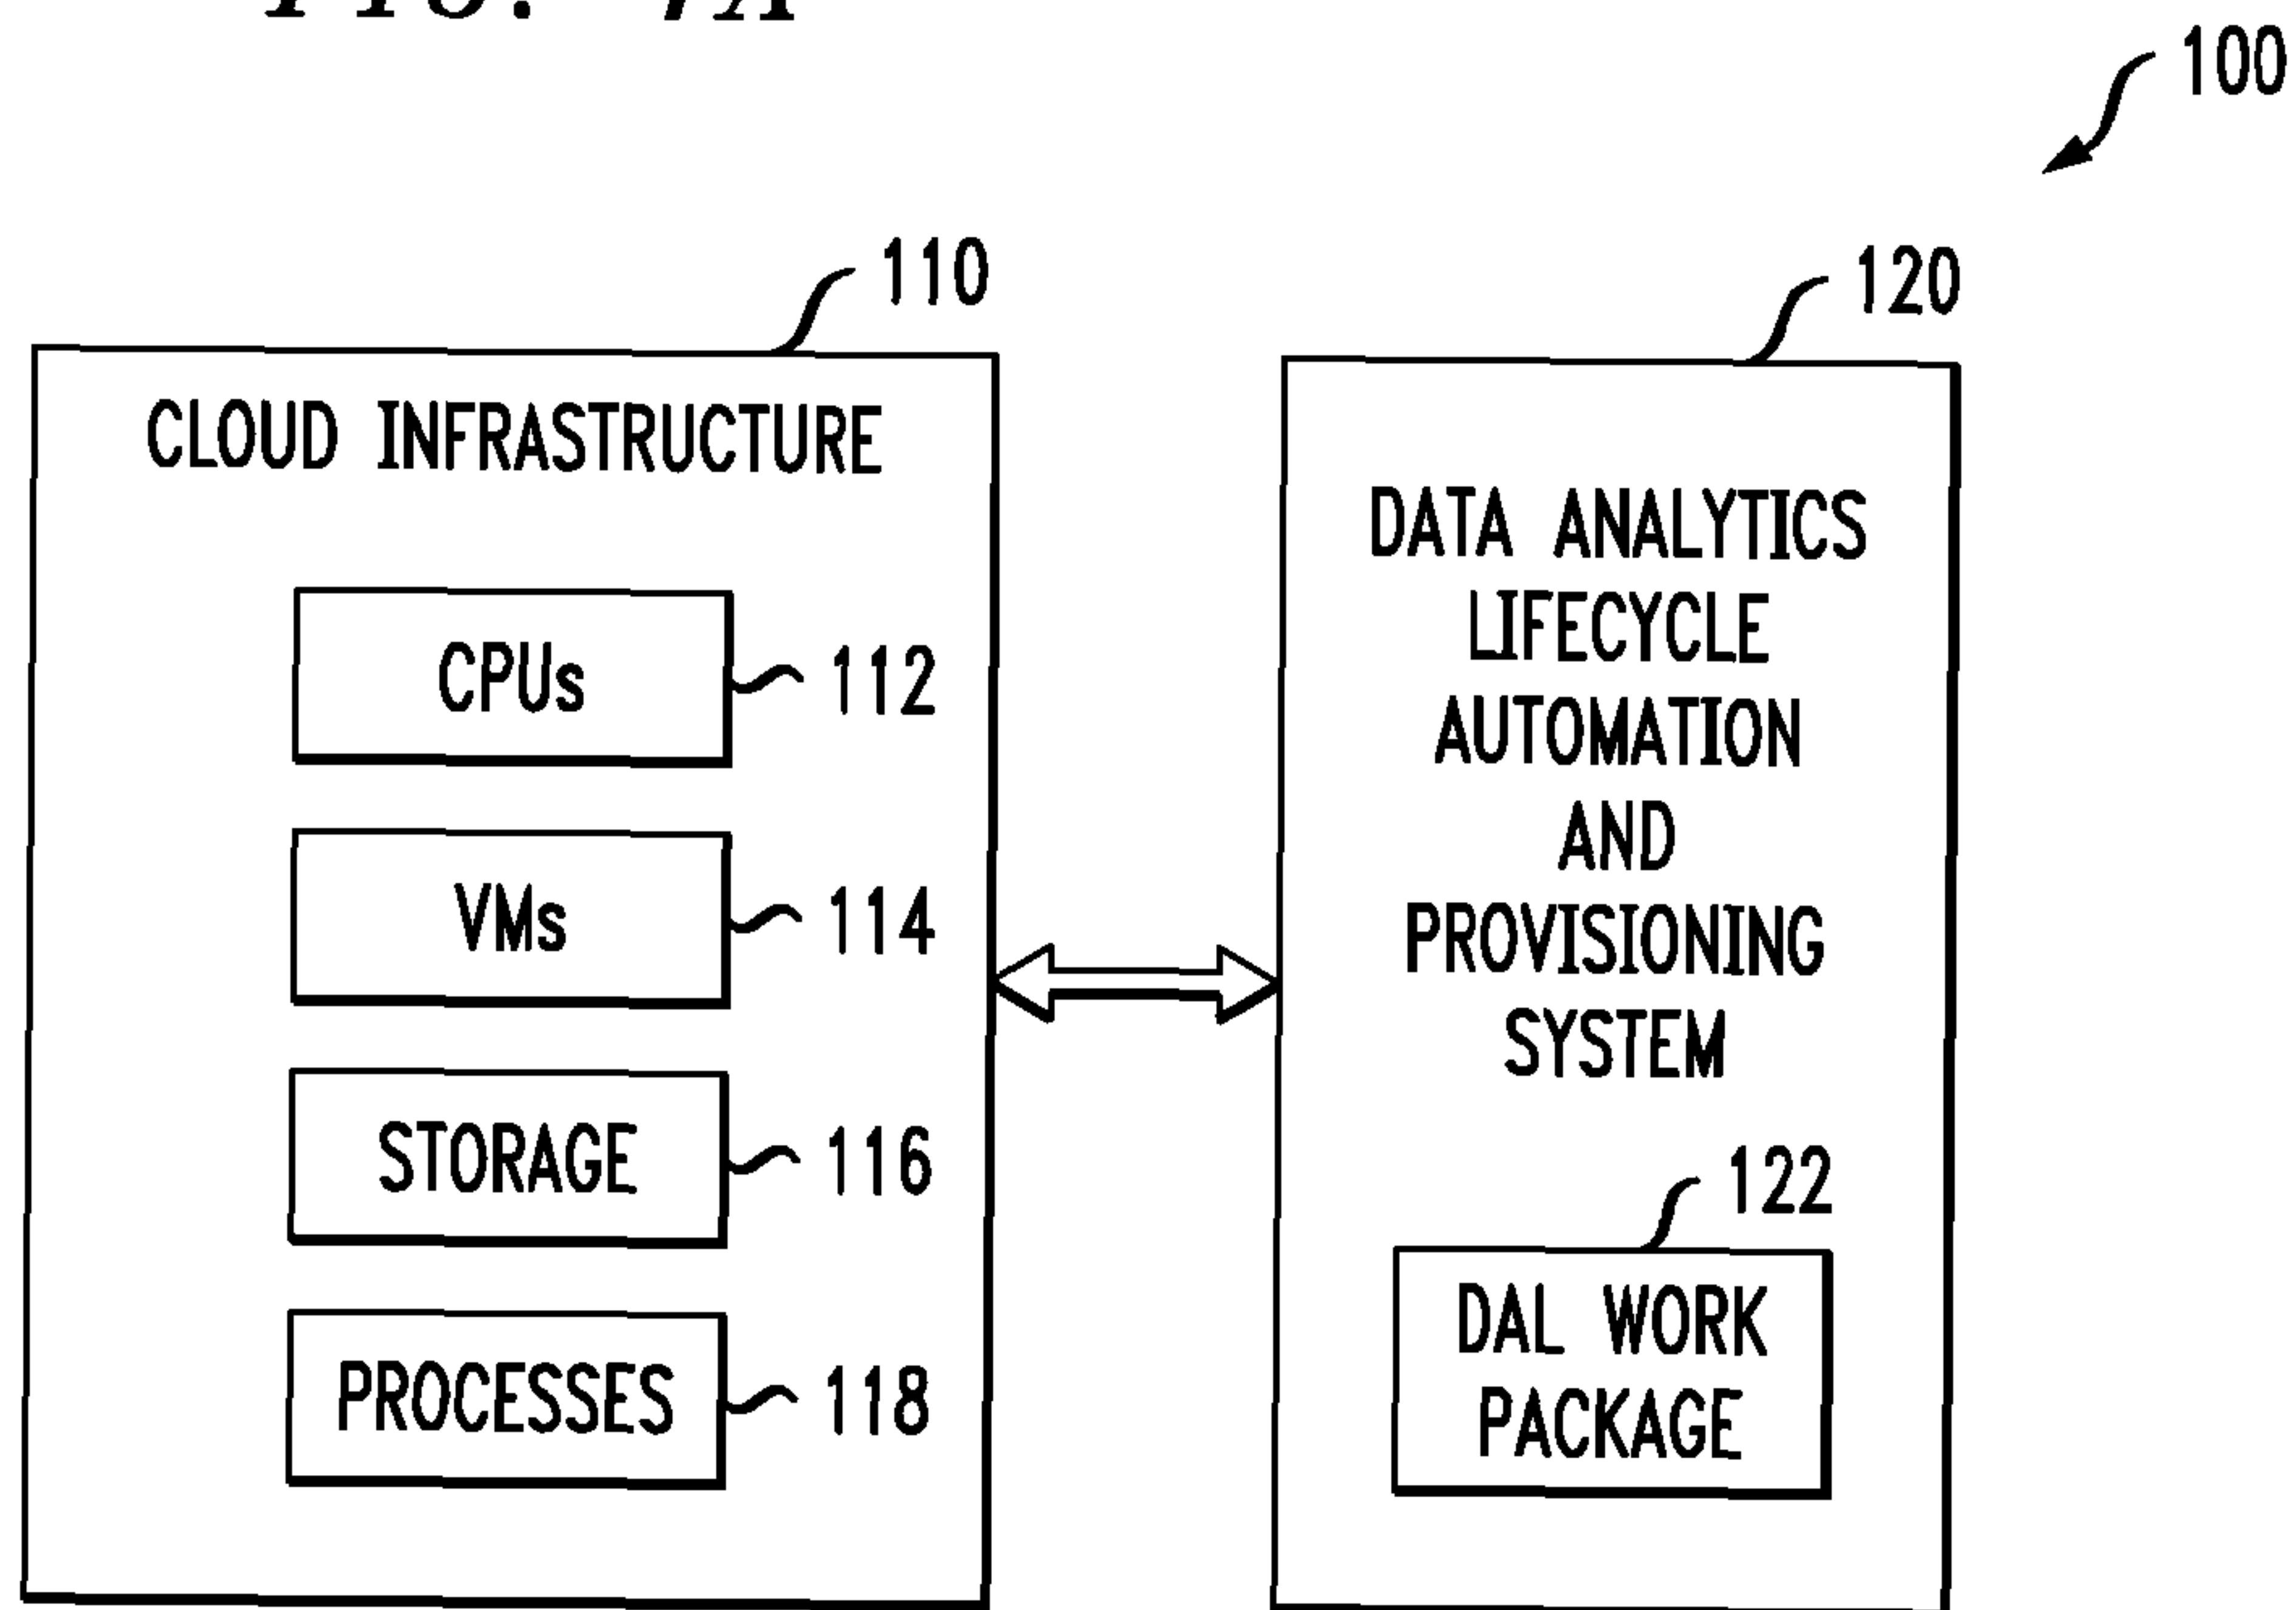 100
110
120
CLOUD INFRASTRUCTURE
CPUs
112
VMs
114
STORAGE
116
PROCESSES
118
DATA ANALYTICS
LIFECYCLE
AUTOMATION
AND
PROVISIONING
SYSTEM
122
DAL WORK
PACKAGE